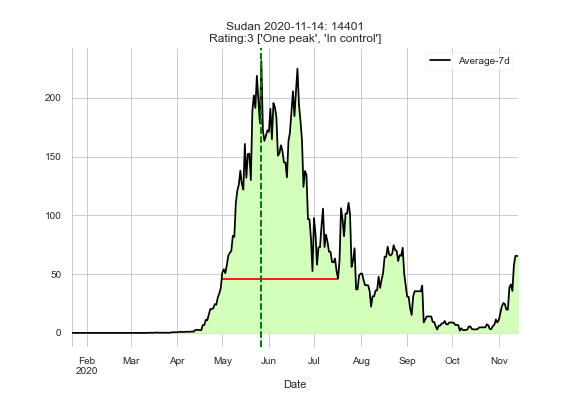 Sudan 2020-11-14: 14401
Rating:3 ['One peak', 'In control']
Average-7d
200
150
100
50
0
Feb Mar Apr May Jun Jul Aug Sep Oct Nov
2020
Date